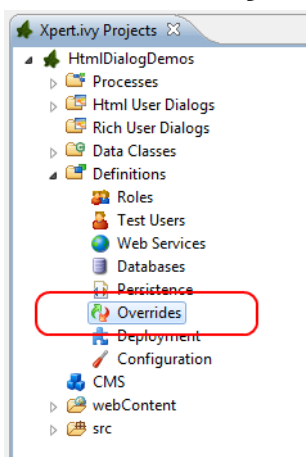 Xpert.ivy Projects
HtmlDialogDemos
Processes
Html User Dialogs
Rich User Dialogs
Data Classes
Definitions
Roles
Test Users
Web Services
Databases
Persistence
Overrides
Deployment
Configuration
CMS
webContent
src